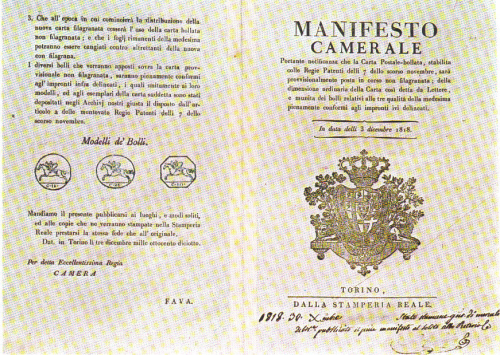 3. Che all'epoca in cui comincierà la distribuzione della
nuova carta filagranata cesserà l'uso della carta bollata
non filagranata; e che i foglj rimanenti della medesima
potranno essere cangiati contro altrettanti della nuova
con filagrana.
I diversi bolli che verranno apposti sovra la carta prov-
visionale non filagranata, saranno pienamente conformi
agl'impronti infra delineati, i quali unitamente ai loro
modelli, ed agli esemplari della carta suddetta sono stati
depositati negli Archivj nostri giusta il disposto dall'ar-
ticolo 2 delle mentovate Regie Patenti delli 7 dello
scorso novembre.
Modelli de' Bolli.
Mandiamo il presente pubblicarsi ai luoghi, e modi soliti,
ed alle copie che ne verranno stampate nella Stamperia
Reale prestarsi la stessa fede che all'originale.
Dat. in Torino li tre dicembre mille ottocento diciotto.
Per detta Eccellentissima Regia
CAMERA
FAVA.
MANIFESTO
CAMERALE
Portante notificanza che la Carta Postale-bollata, stabilita
colle Regie Patenti delli 7 dello scorso novembre, sarà
provvisionalmente posta in corso non filagranata; della
dimensione ordinaria della Carta così detta da Lettere,
e munita dei bolli relativi alle tre qualità della medesima
pienamente conformi agli impronti ivi delineati.
In data delli 3 dicembre 1818.
TORINO,
DALLA STAMPERIA REALE.
1818. 30.
pubblicato il manifesto